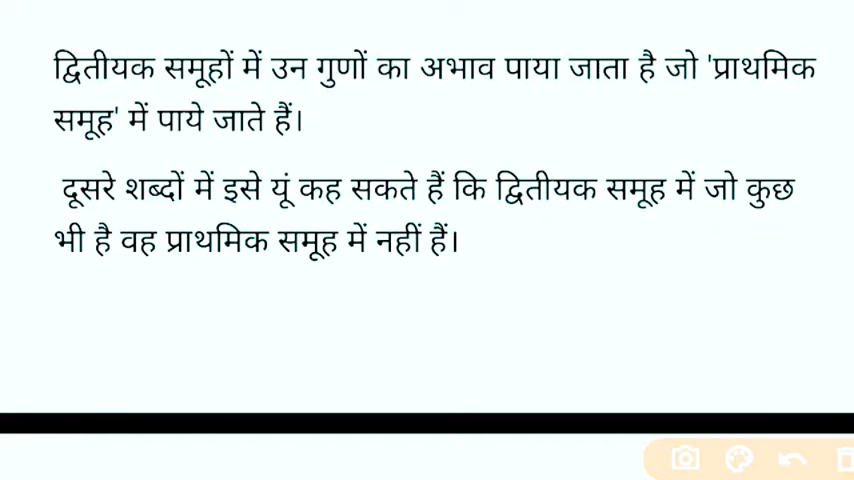 द्वितीयक समूहों में उन गुणों का अभाव पाया जाता है जो 'प्राथमिक
समूह' में पाये जाते हैं।
दूसरे शब्दों में इसे यूं कह सकते हैं कि द्वितीयक समूह में जो कुछ
भी है वह प्राथमिक समूह में नहीं हैं।